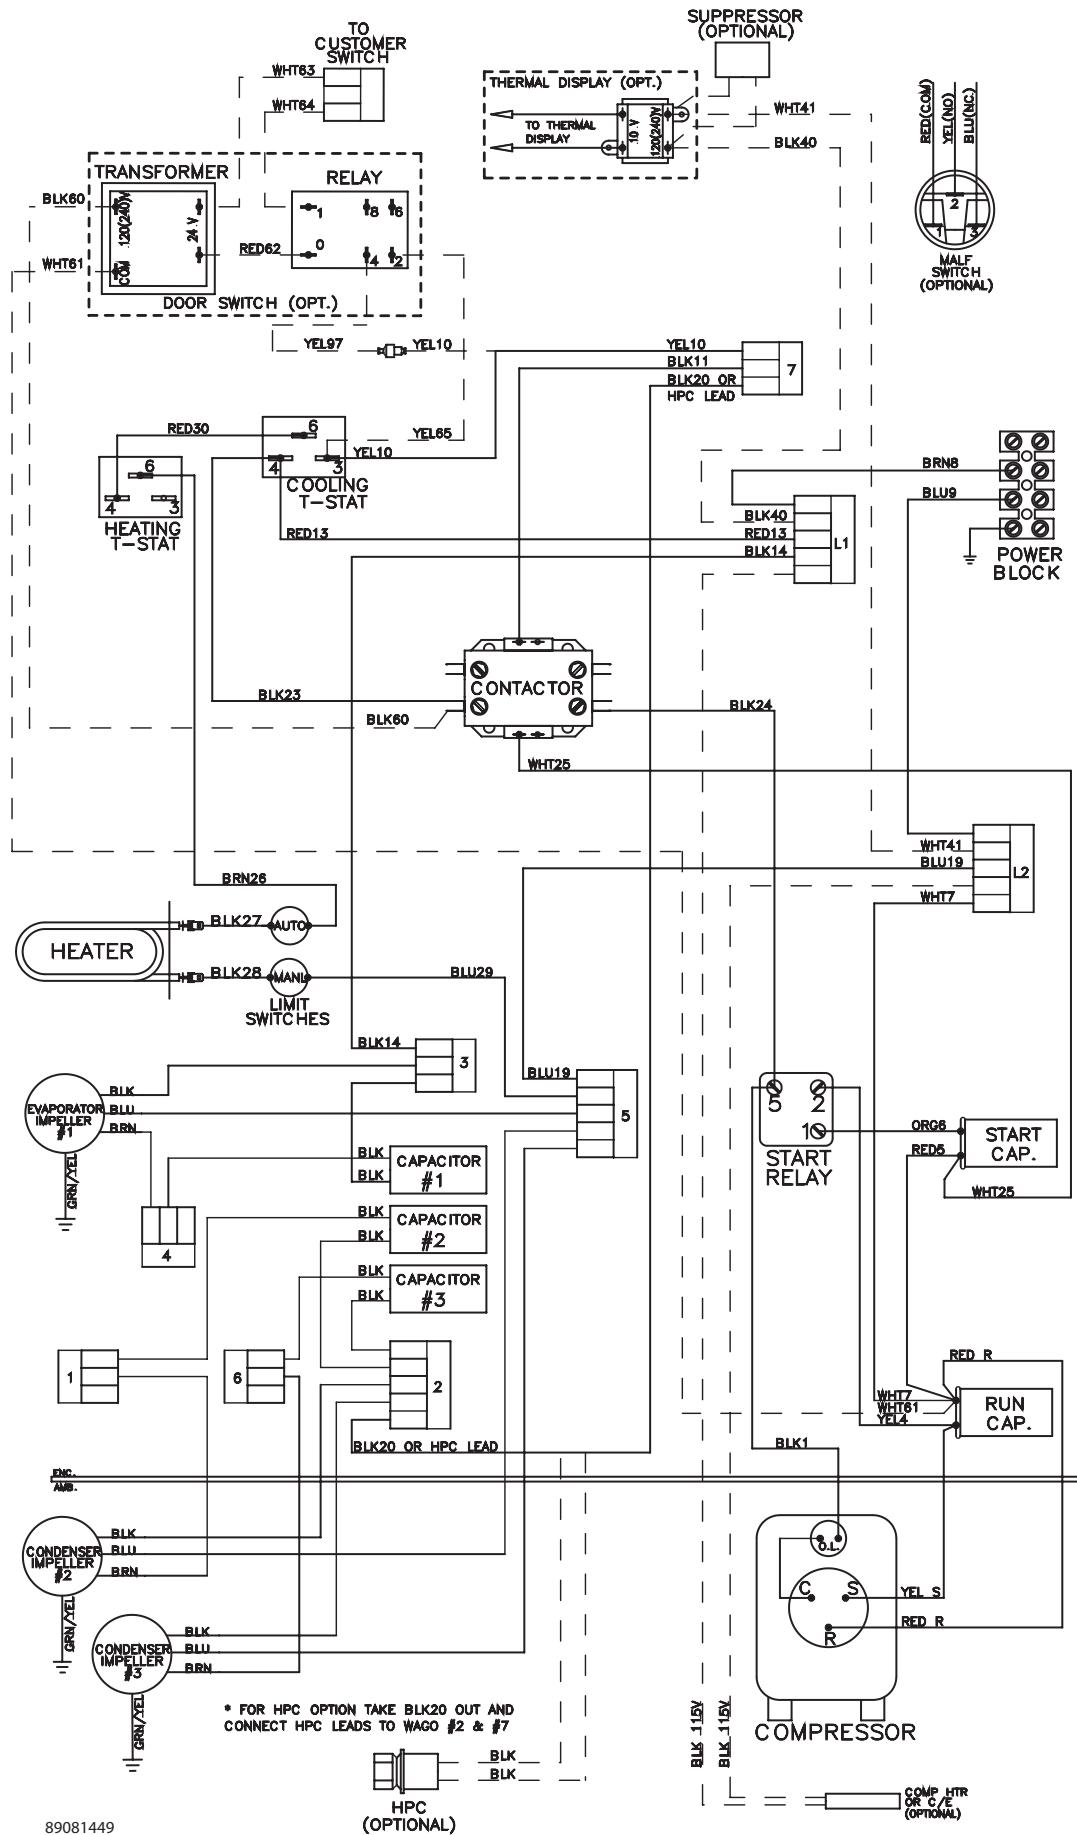 TO
CUSTOMER
SWITCH
WHT63
WHT64
SUPPRESSOR
(OPTIONAL)
THERMAL DISPLAY (OPT.)
TO THERMAL
DISPLAY
10 V
120(240)V
WHT41
BLK40
RED(COM)
YEL(NO)
BLU(NC.)
1
2
3
MALF
SWITCH
(OPTIONAL)
TRANSFORMER
RELAY
BLK60
WHT61
COM
120(240)V
24 V
RED62
1
8
6
0
4
2
DOOR SWITCH (OPT.)
YEL97
YEL10
YEL10
BLK11
BLK20 OR
HPC LEAD
7
RED30
6
4
3
YEL65
YEL10
COOLING
T-STAT
6
4
3
HEATING
T-STAT
RED13
BRN8
BLU9
BLK40
RED13
BLK14
L1
POWER
BLOCK
CONTACTOR
BLK23
BLK60
BLK24
WHT25
BRN26
WHT41
BLU19
WHT7
L2
HEATER
BLK27
AUTO
BLK28
MANL
BLU29
LIMIT
SWITCHES
BLK14
3
BLU19
5
EVAPORATOR
IMPELLER
#1
BLK
BLU
BRN
GRN/YEL
4
BLK
BLK
CAPACITOR
#1
BLK
BLK
CAPACITOR
#2
BLK
BLK
CAPACITOR
#3
5
2
1
START
RELAY
ORG6
RED5
START
CAP.
WHT25
1
6
2
BLK20 OR HPC LEAD
RED R
WHT7
WHT61
YEL4
RUN
CAP.
BLK1
ENC.
AMB.
CONDENSER
IMPELLER
#2
BLK
BLU
BRN
GRN/YEL
CONDENSER
IMPELLER
#3
BLK
BLU
BRN
GRN/YEL
O.L.
C
S
R
YEL S
RED R
COMPRESSOR
* FOR HPC OPTION TAKE BLK20 OUT AND
CONNECT HPC LEADS TO WAGO #2 & #7
BLK
BLK
HPC
(OPTIONAL)
BLK 115V
BLK 115V
COMP HTR
OR C/E
(OPTIONAL)
89081449